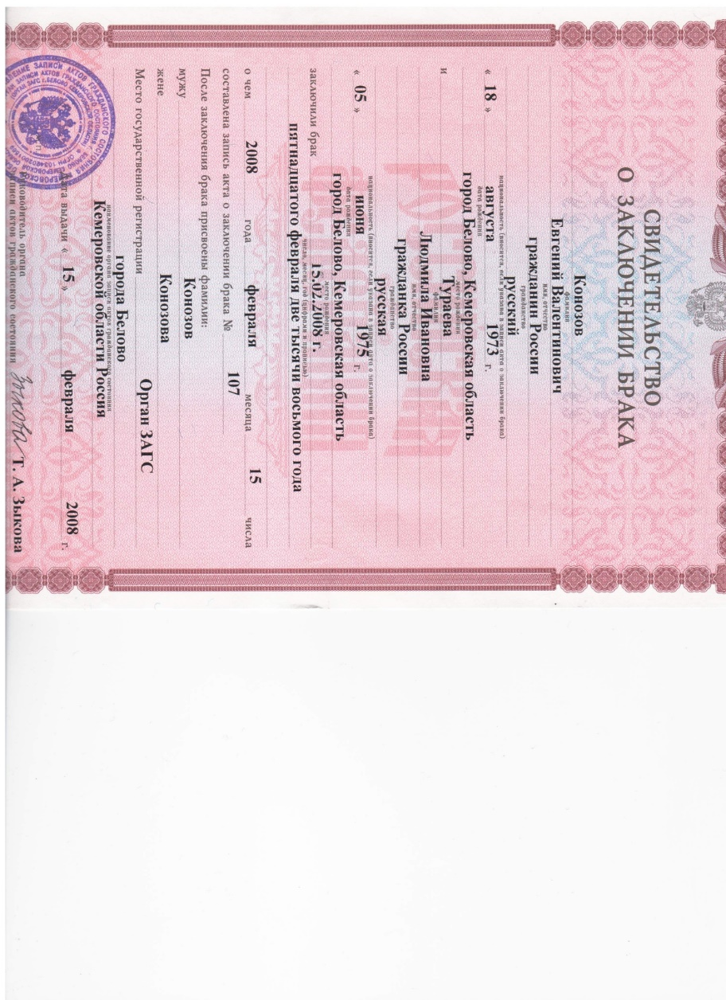 СВИДЕТЕЛЬСТВО
О ЗАКЛЮЧЕНИИ БРАКА
Конозов
фамилия
Евгений Валентинович
имя, отчество
гражданин России
гражданство
русский
национальность (вносится, если указана в записи акта о заключении брака)
« 18 » августа 1973 г.
дата рождения
город Белово, Кемеровская область
место рождения
и Тураева
фамилия
Людмила Ивановна
имя, отчество
гражданка России
гражданство
русская
национальность (вносится, если указана в записи акта о заключении брака)
« 05 » июня 1975 г.
дата рождения
город Белово, Кемеровская область
место рождения
заключили брак 15.02.2008 г.
число, месяц, год (цифрами и прописью)
пятнадцатого февраля две тысячи восьмого года
о чем 2008 года февраля месяца 15 числа
составлена запись акта о заключении брака № 107
После заключения брака присвоены фамилии:
мужу Конозов
жене Конозова
Место государственной регистрации Орган ЗАГС
города Белово
наименование органа записи актов гражданского состояния
Кемеровской области Россия
Дата выдачи « 15 » февраля 2008 г.
М.П.
Руководитель органа
записи актов гражданского состояния Зыкова Т. А. Зыкова